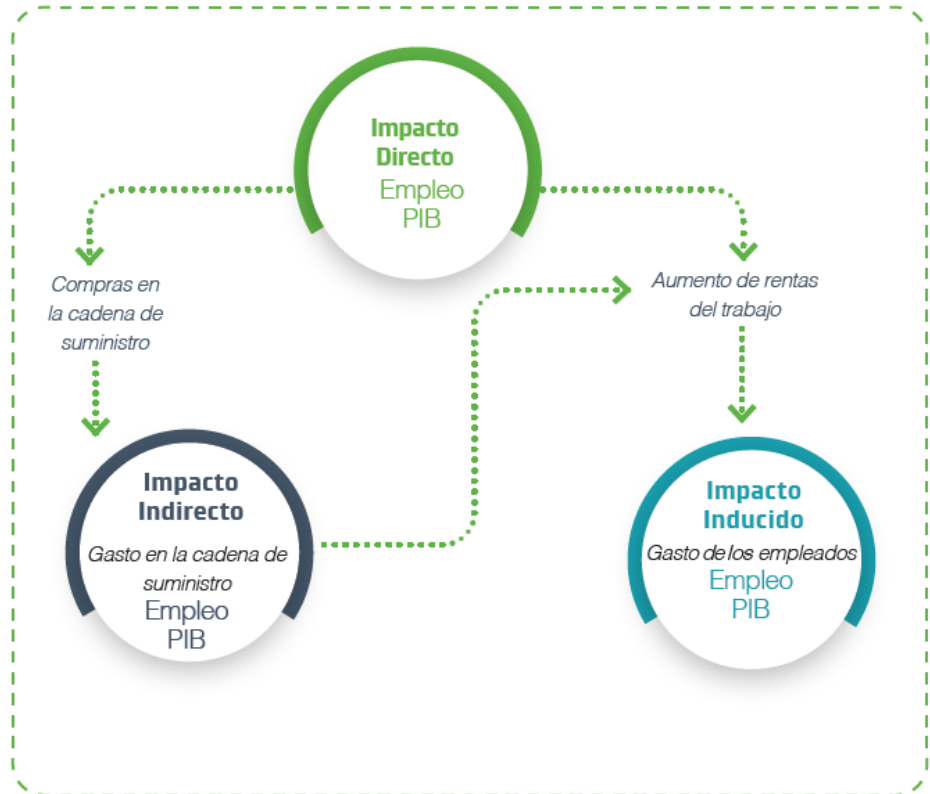 Impacto
Directo
Empleo
PIB
Compras en
la cadena de
suministro
Aumento de rentas
del trabajo
Impacto
Indirecto
Gasto en la cadena de
suministro
Empleo
PIB
Impacto
Inducido
Gasto de los empleados
Empleo
PIB